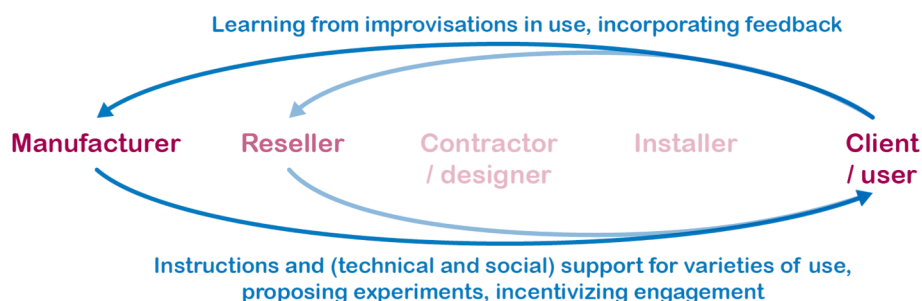 Learning from improvisations in use, incorporating feedback
Manufacturer
Reseller
Contractor
/ designer
Installer
Client
/ user
Instructions and (technical and social) support for varieties of use,
proposing experiments, incentivizing engagement